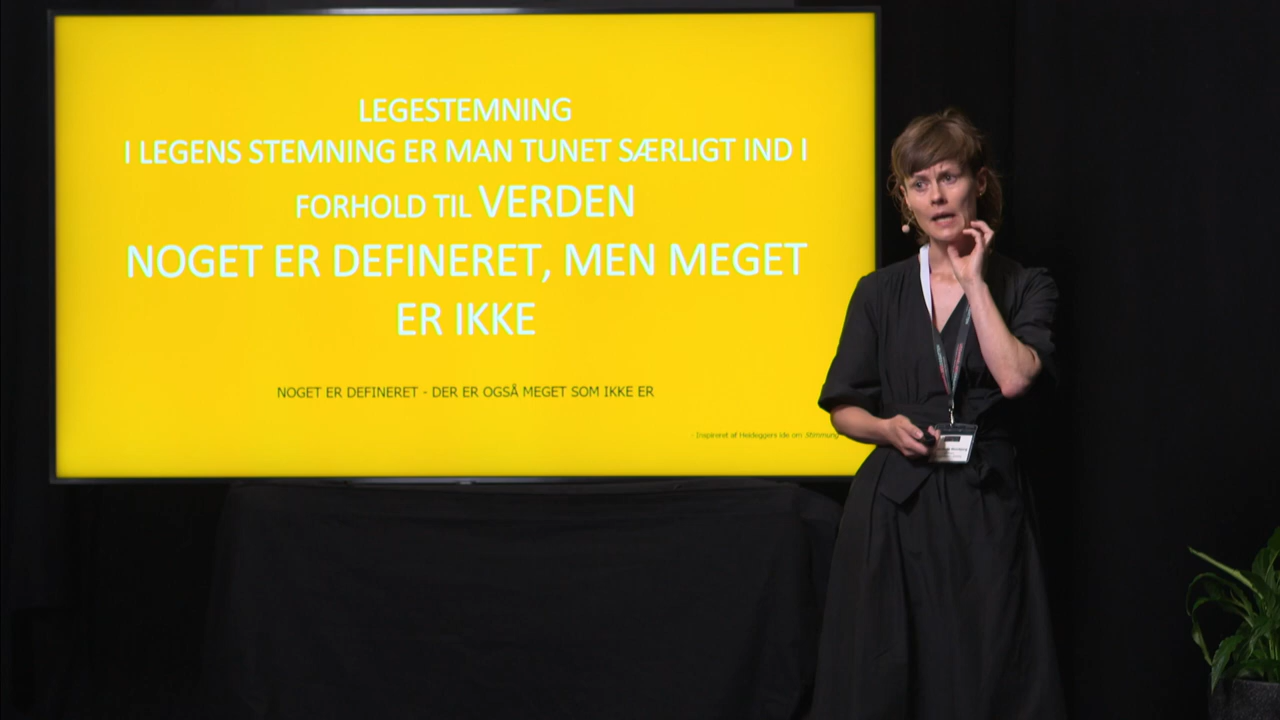 LEGESTEMNING
I LEGENS STEMNING ER MAN TUNET SÆRLIGT IND I
FORHOLD TIL VERDEN
NOGET ER DEFINERET, MEN MEGET
ER IKKE
NOGET ER DEFINERET - DER ER OGSÅ MEGET SOM IKKE ER
- Inspireret af Heideggers ide om Stimmung